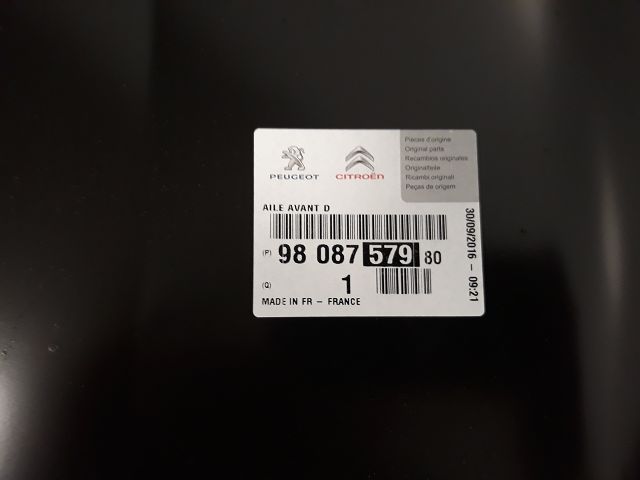 PEUGEOT
CITROËN
Pièces d'origine
Original parts
Recambios originales
Originalteile
Ricambi originali
Peças de origem
AILE AVANT D
(P) 98 087 579 80
(Q) 1
MADE IN FR - FRANCE
30/09/2016 - 09:21